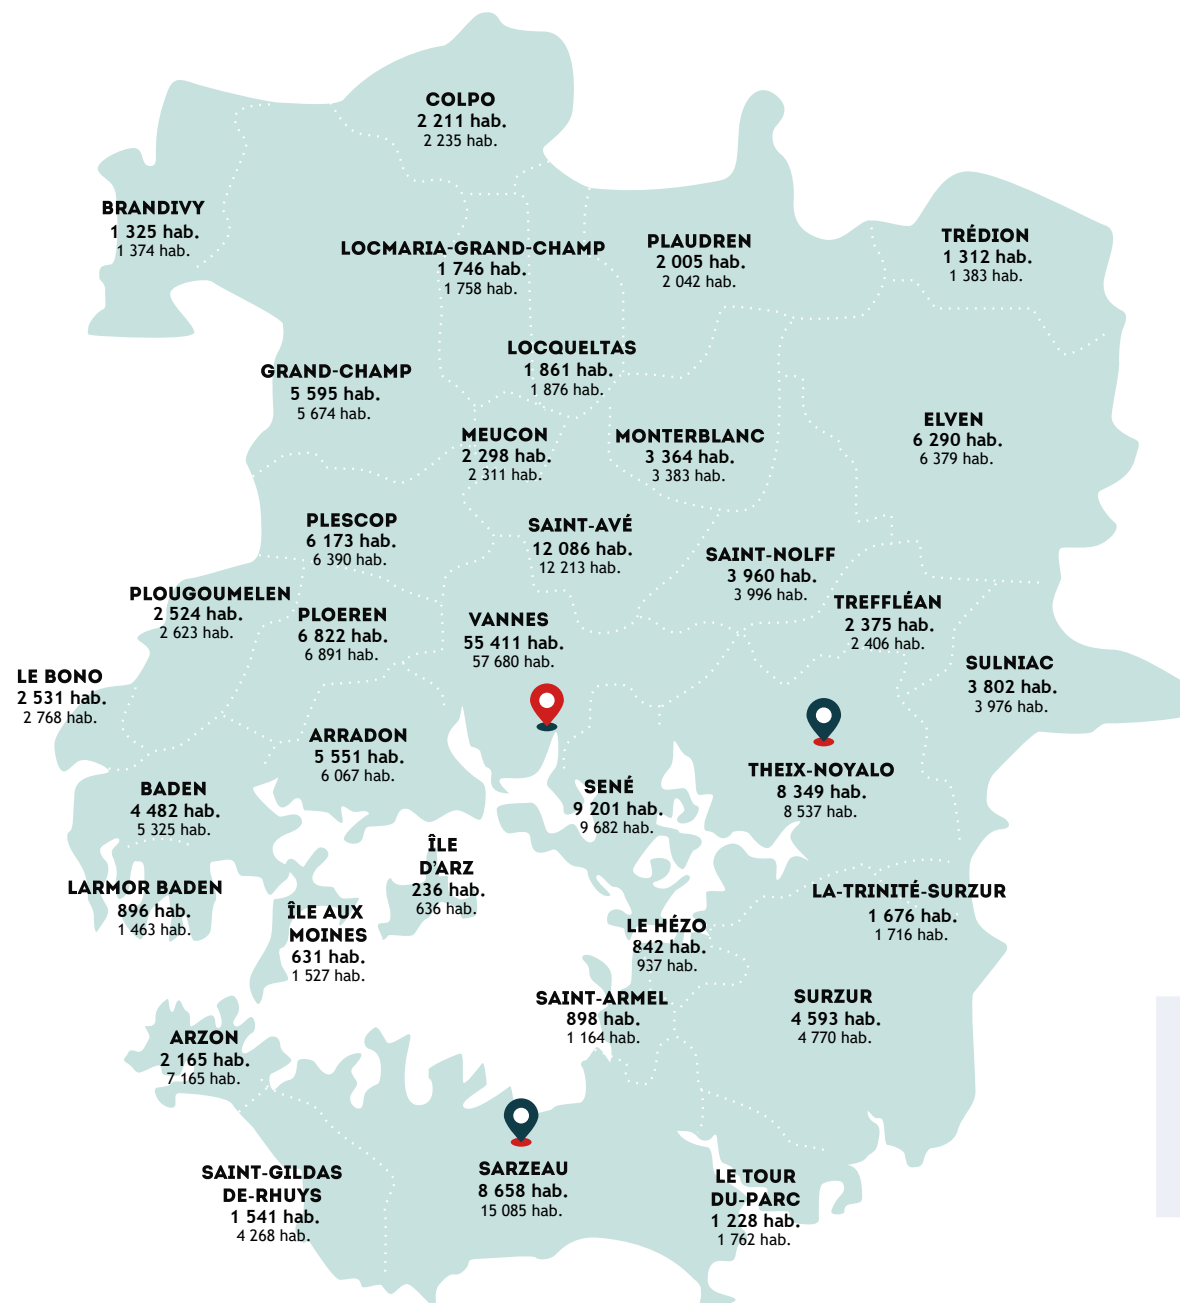 COLPO
2 211 hab.
2 235 hab.
BRANDIVY
1 325 hab.
1 374 hab.
LOCMARIA-GRAND-CHAMP
1 746 hab.
1 758 hab.
PLAUDREN
2 005 hab.
2 042 hab.
TRÉDION
1 312 hab.
1 383 hab.
LOCQUELTAS
1 861 hab.
1 876 hab.
GRAND-CHAMP
5 595 hab.
5 674 hab.
MEUCON
2 298 hab.
2 311 hab.
MONTERBLANC
3 364 hab.
3 383 hab.
ELVEN
6 290 hab.
6 379 hab.
PLESCOP
6 173 hab.
6 390 hab.
SAINT-AVÉ
12 086 hab.
12 213 hab.
SAINT-NOLFF
3 960 hab.
3 996 hab.
PLOUGOUMELEN
2 524 hab.
2 623 hab.
PLOEREN
6 822 hab.
6 891 hab.
VANNES
55 411 hab.
57 680 hab.
TREFFLÉAN
2 375 hab.
2 406 hab.
SULNIAC
3 802 hab.
3 976 hab.
LE BONO
2 531 hab.
2 768 hab.
ARRADON
5 551 hab.
6 067 hab.
THEIX-NOYALO
8 349 hab.
8 537 hab.
BADEN
4 482 hab.
5 325 hab.
SENÉ
9 201 hab.
9 682 hab.
ÎLE
D'ARZ
236 hab.
636 hab.
LARMOR BADEN
896 hab.
1 463 hab.
ÎLE AUX
MOINES
631 hab.
1 527 hab.
LE HÉZO
842 hab.
937 hab.
LA-TRINITÉ-SURZUR
1 676 hab.
1 716 hab.
SAINT-ARMEL
898 hab.
1 164 hab.
SURZUR
4 593 hab.
4 770 hab.
ARZON
2 165 hab.
7 165 hab.
SAINT-GILDAS
DE-RHUYS
1 541 hab.
4 268 hab.
SARZEAU
8 658 hab.
15 085 hab.
LE TOUR
DU-PARC
1 228 hab.
1 762 hab.